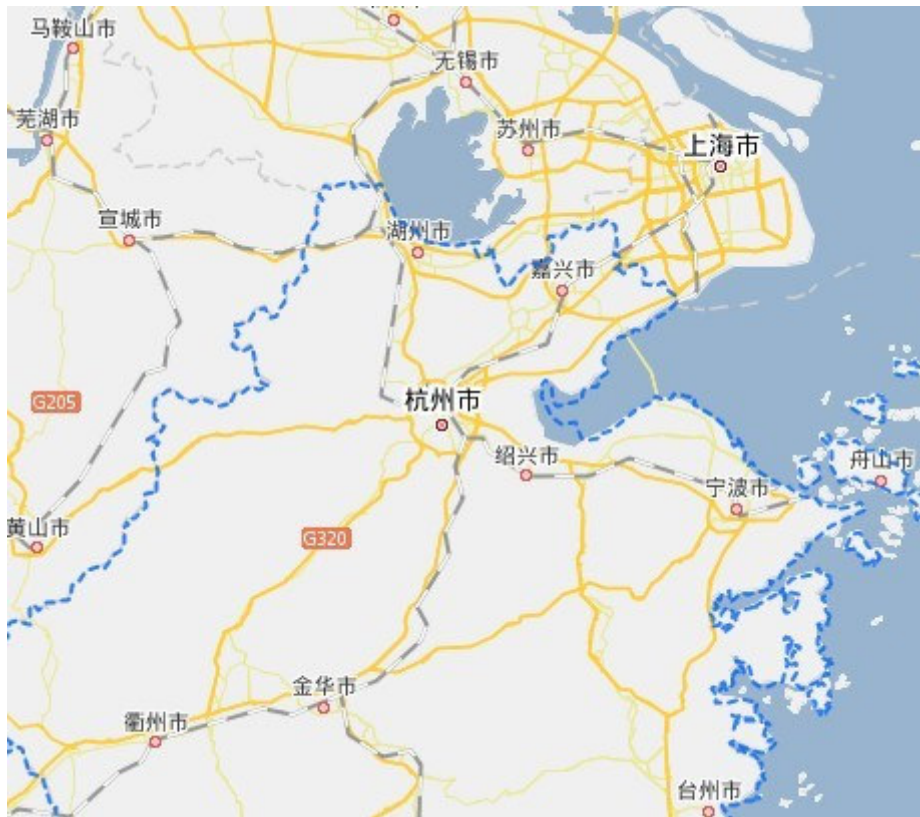 马鞍山市
无锡市
芜湖市
苏州市
上海市
宣城市
湖州市
嘉兴市
G205
杭州市
绍兴市
舟山市
宁波市
黄山市
G320
金华市
衢州市
台州市